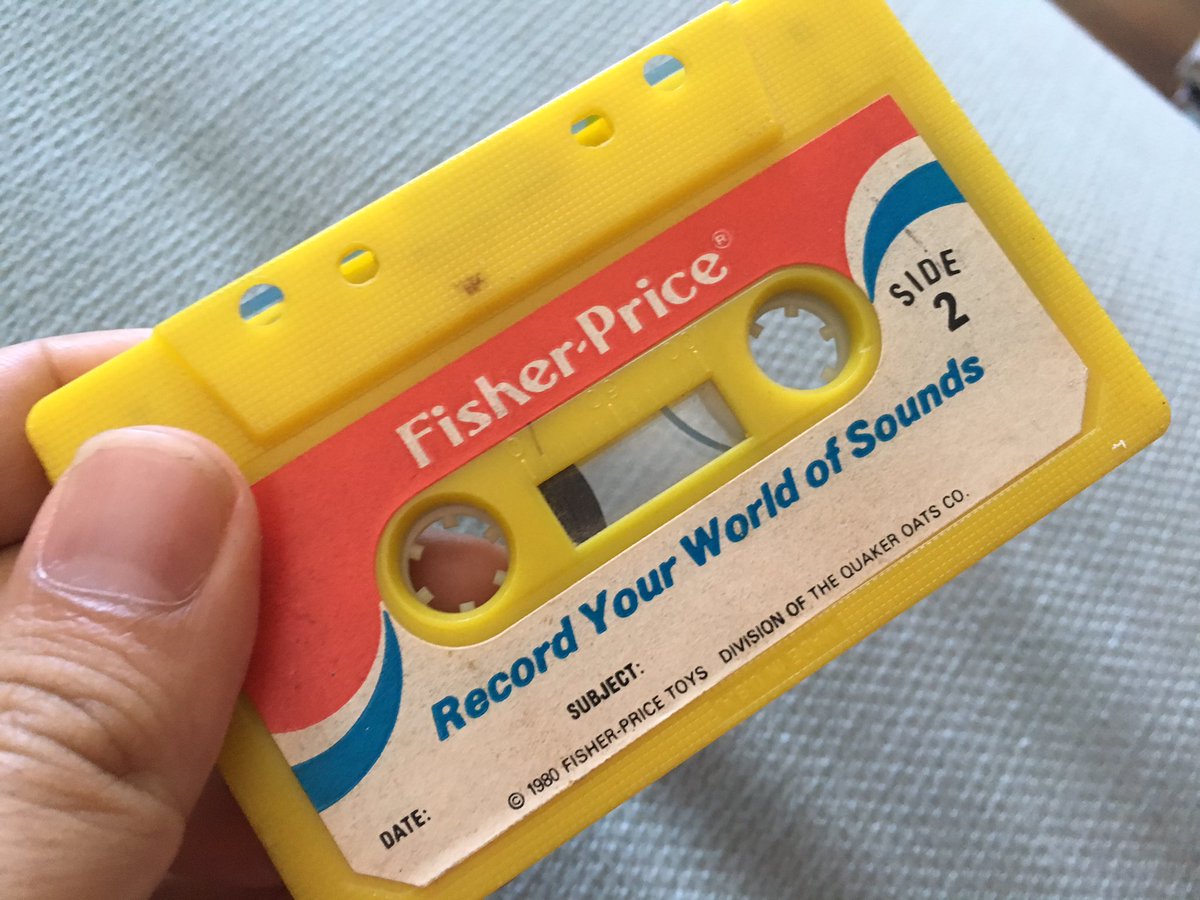 Fisher-Price®
SIDE
2
Record Your World of Sounds
SUBJECT:
© 1980 FISHER-PRICE TOYS DIVISION OF THE QUAKER OATS CO.
DATE: